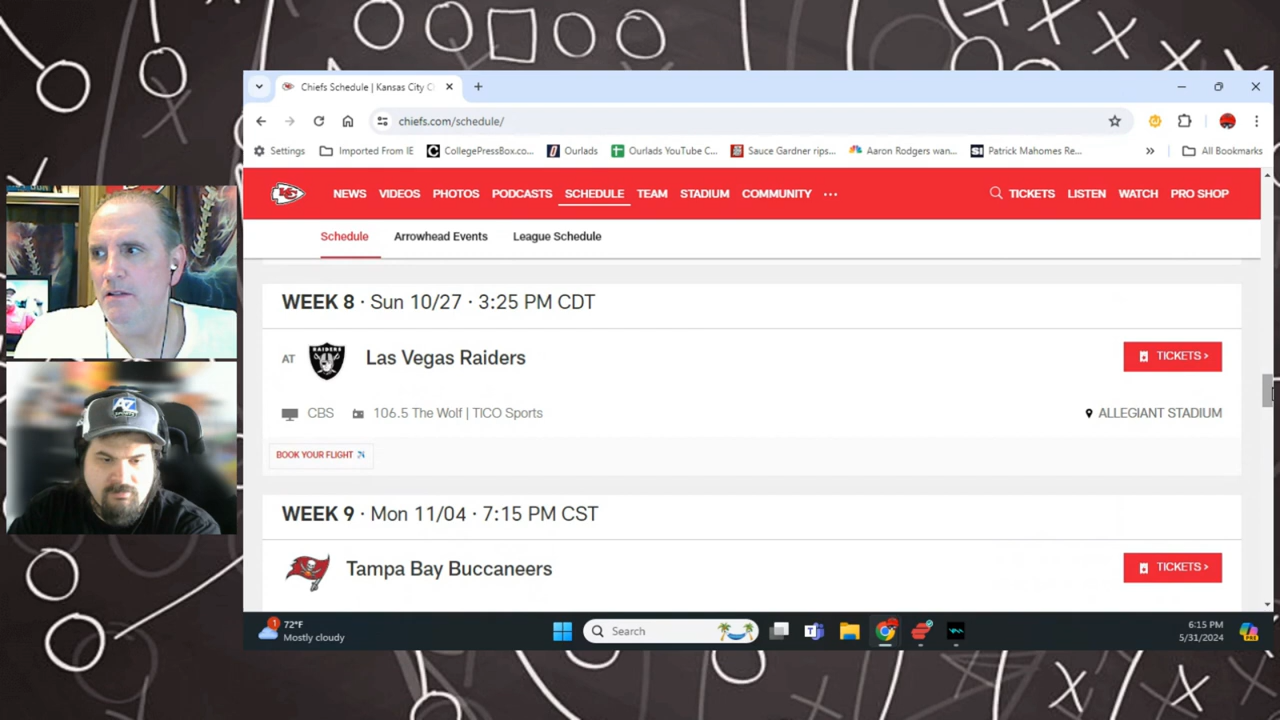 Chiefs Schedule | Kansas City C
chiefs.com/schedule/
Settings Imported From IE CollegePressBox.co... Ourlads Ourlads YouTube C... Sauce Gardner rips... Aaron Rodgers wan... Patrick Mahomes Re... » All Bookmarks
NEWS VIDEOS PHOTOS PODCASTS SCHEDULE TEAM STADIUM COMMUNITY ••• TICKETS LISTEN WATCH PRO SHOP
Schedule Arrowhead Events League Schedule
WEEK 8 · Sun 10/27 · 3:25 PM CDT
AT RAIDERS Las Vegas Raiders TICKETS >
CBS 106.5 The Wolf | TICO Sports ALLEGIANT STADIUM
BOOK YOUR FLIGHT
WEEK 9 · Mon 11/04 · 7:15 PM CST
Tampa Bay Buccaneers TICKETS >
AZ
1 72°F
Mostly cloudy
Search
6:15 PM
5/31/2024